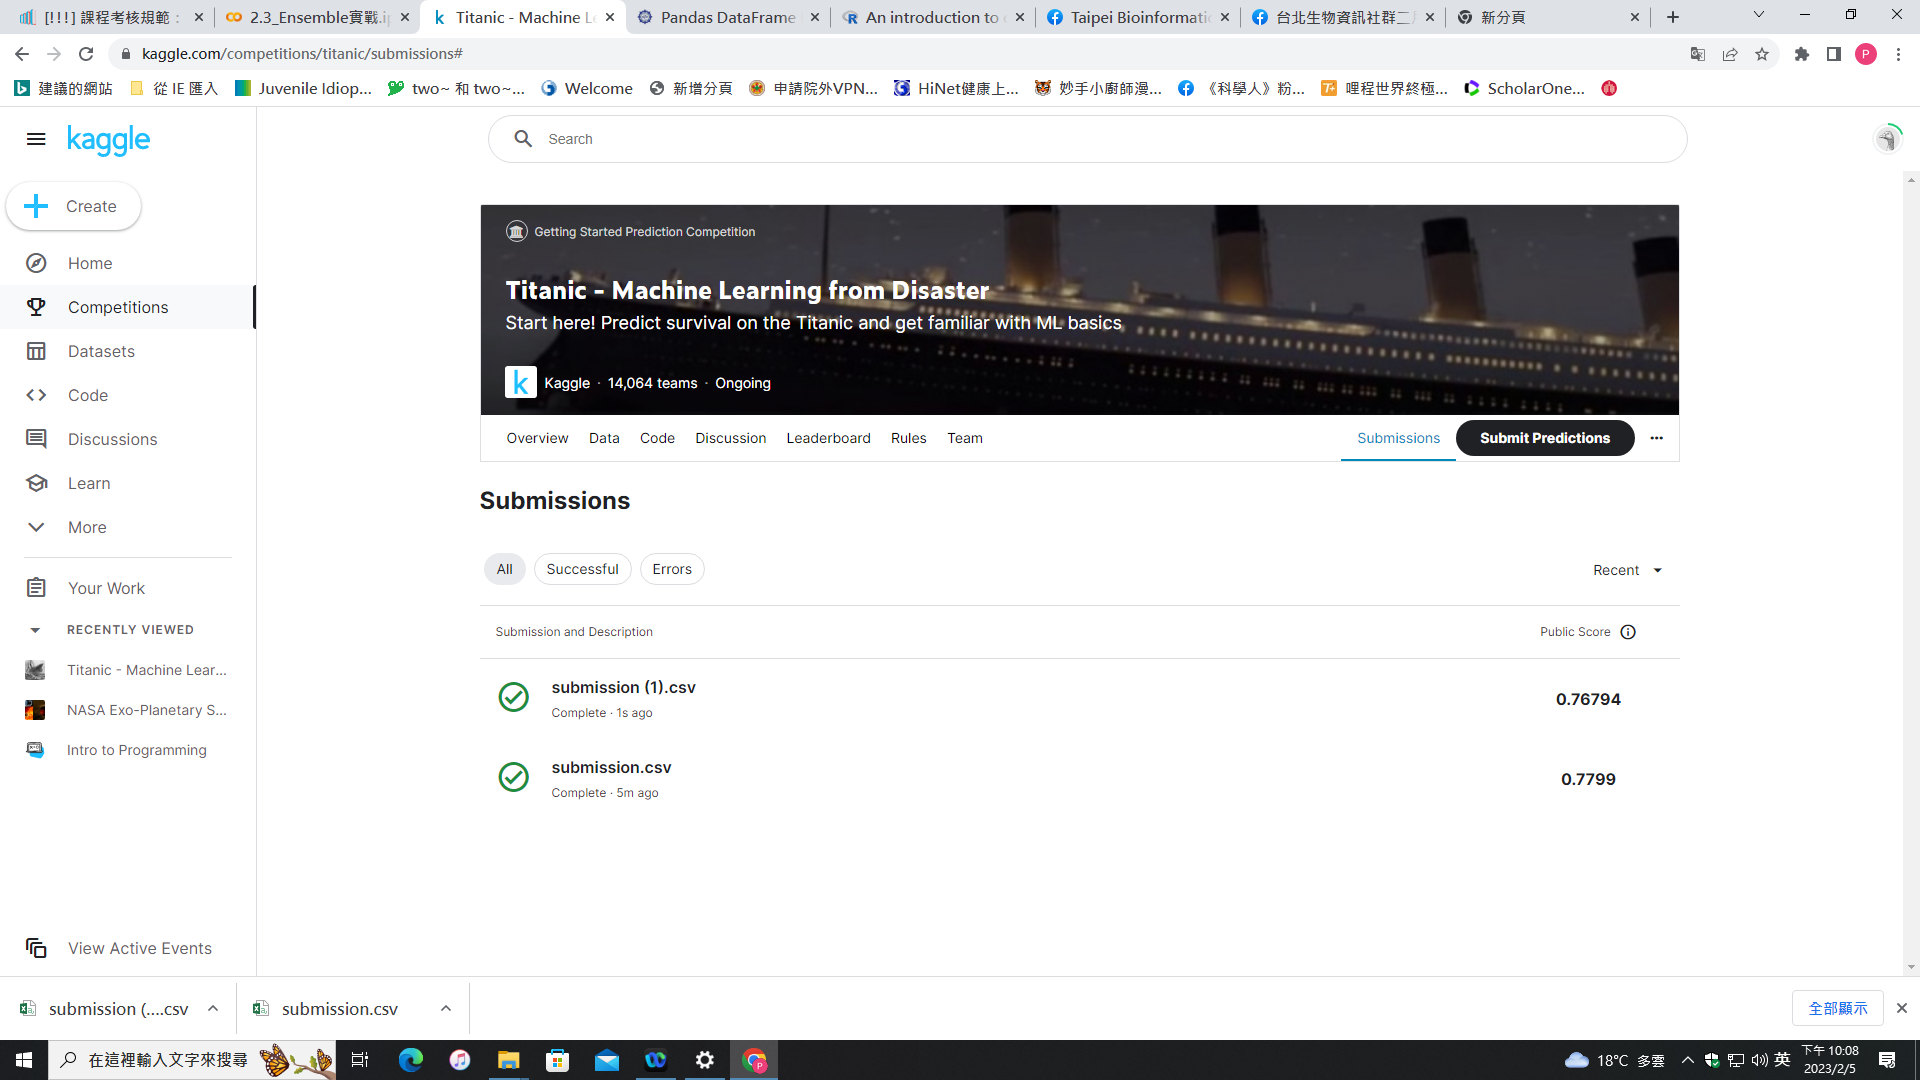 [!!!] 課程考核規範：
2.3_Ensemble實戰.i
Titanic - Machine L
Pandas DataFrame
An introduction to
Taipei Bioinformati
台北生物資訊社群二
新分頁
kaggle.com/competitions/titanic/submissions#
P
建議的網站
從 IE 匯入
Juvenile Idiop...
two~ 和 two~...
Welcome
新增分頁
申請院外VPN...
HiNet健康上...
妙手小廚師漫...
《科學人》粉...
哩程世界終極...
ScholarOne...
kaggle
Search
Create
Home
Competitions
Datasets
Code
Discussions
Learn
More
Your Work
RECENTLY VIEWED
Titanic - Machine Lear...
NASA Exo-Planetary S...
Intro to Programming
View Active Events
Getting Started Prediction Competition
Titanic - Machine Learning from Disaster
Start here! Predict survival on the Titanic and get familiar with ML basics
k Kaggle · 14,064 teams · Ongoing
Overview Data Code Discussion Leaderboard Rules Team Submissions Submit Predictions ···
Submissions
All Successful Errors Recent
Submission and Description Public Score
submission (1).csv
Complete · 1s ago
0.76794
submission.csv
Complete · 5m ago
0.7799
submission (....csv
submission.csv
全部顯示
在這裡輸入文字來搜尋
18°C 多雲
英
下午 10:08
2023/2/5